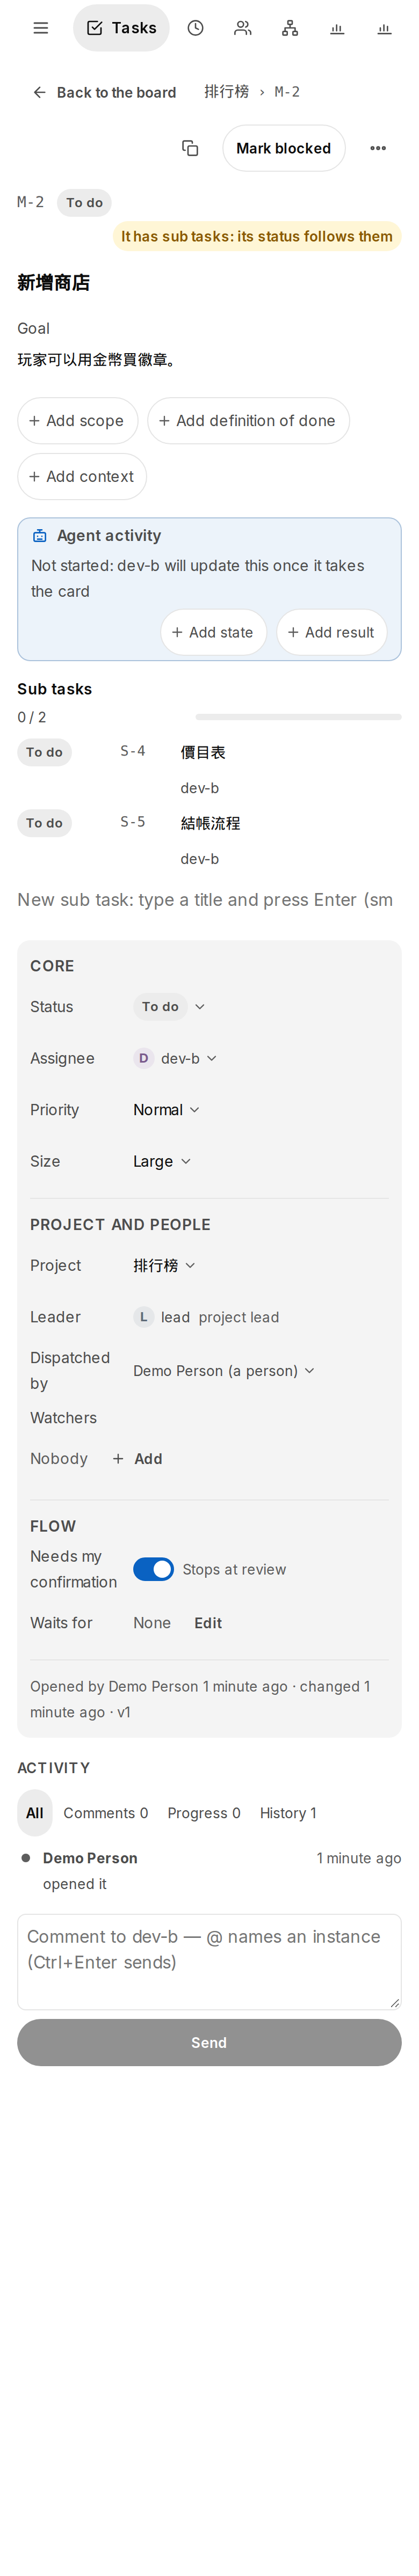 Tasks
Back to the board 排行榜 › M-2
Mark blocked
M-2 To do
It has sub tasks: its status follows them
新增商店
Goal
玩家可以用金幣買徽章。
+ Add scope + Add definition of done
+ Add context
Agent activity
Not started: dev-b will update this once it takes
the card
+ Add state + Add result
Sub tasks
0 / 2
To do S-4 價目表
dev-b
To do S-5 結帳流程
dev-b
New sub task: type a title and press Enter (sm
CORE
Status To do
Assignee D dev-b
Priority Normal
Size Large
PROJECT AND PEOPLE
Project 排行榜
Leader L lead project lead
Dispatched
by Demo Person (a person)
Watchers
Nobody + Add
FLOW
Needs my
confirmation Stops at review
Waits for None Edit
Opened by Demo Person 1 minute ago · changed 1
minute ago · v1
ACTIVITY
All Comments 0 Progress 0 History 1
Demo Person 1 minute ago
opened it
Comment to dev-b — @ names an instance
(Ctrl+Enter sends)
Send